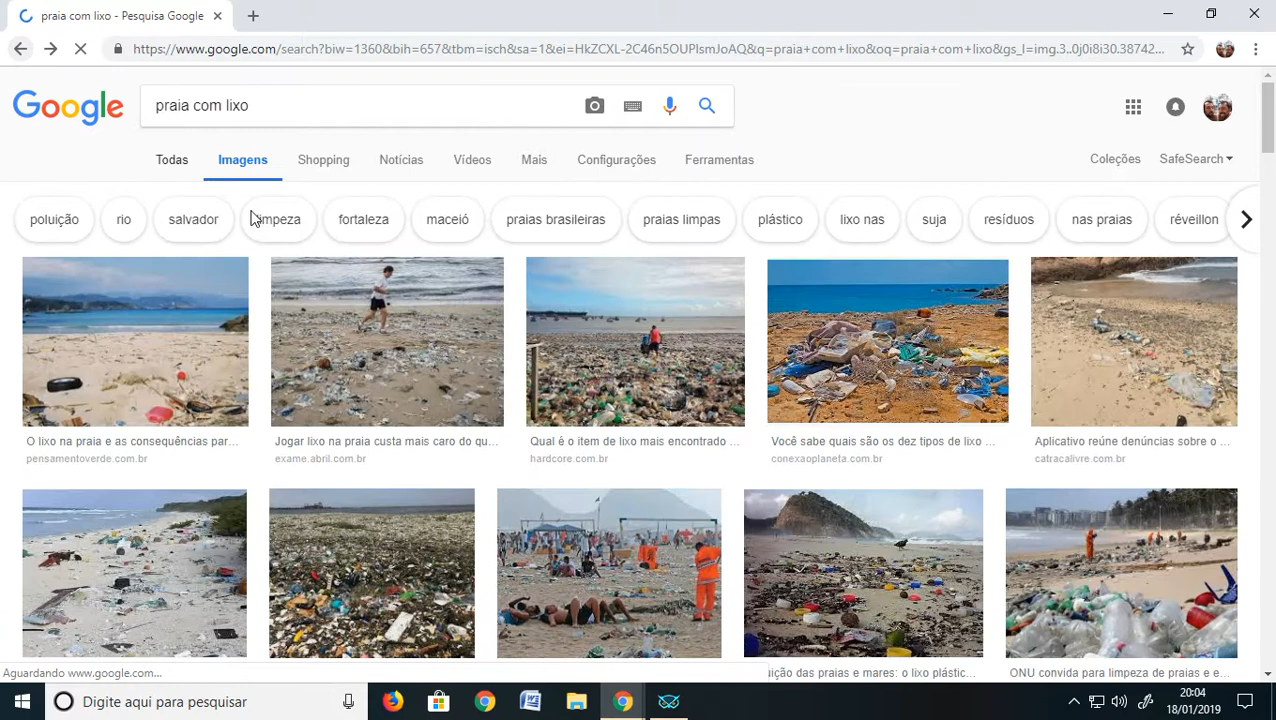 praia com lixo - Pesquisa Google
https://www.google.com/search?biw=1360&bih=657&tbm=isch&sa=1&ei=HkZCXL-2C46n5OUPlsmJoAQ&q=praia+com+lixo&oq=praia+com+lixo&gs_l=img.3..0j0i8i30.38742...
Google
praia com lixo
Todas Imagens Shopping Notícias Vídeos Mais Configurações Ferramentas Coleções SafeSearch
poluição rio salvador limpeza fortaleza maceió praias brasileiras praias limpas plástico lixo nas suja resíduos nas praias réveillon
O lixo na praia e as consequências par... Jogar lixo na praia custa mais caro do qu... Qual é o item de lixo mais encontrado ... Você sabe quais são os dez tipos de lixo ... Aplicativo reúne denúncias sobre o ...
pensamentoverde.com.br exame.abril.com.br hardcore.com.br conexaoplaneta.com.br catracalivre.com.br
Aguardando www.google.com... uição das praias e mares: o lixo plástic... ONU convida para limpeza de praias e e...
Digite aqui para pesquisar
20:04
18/01/2019